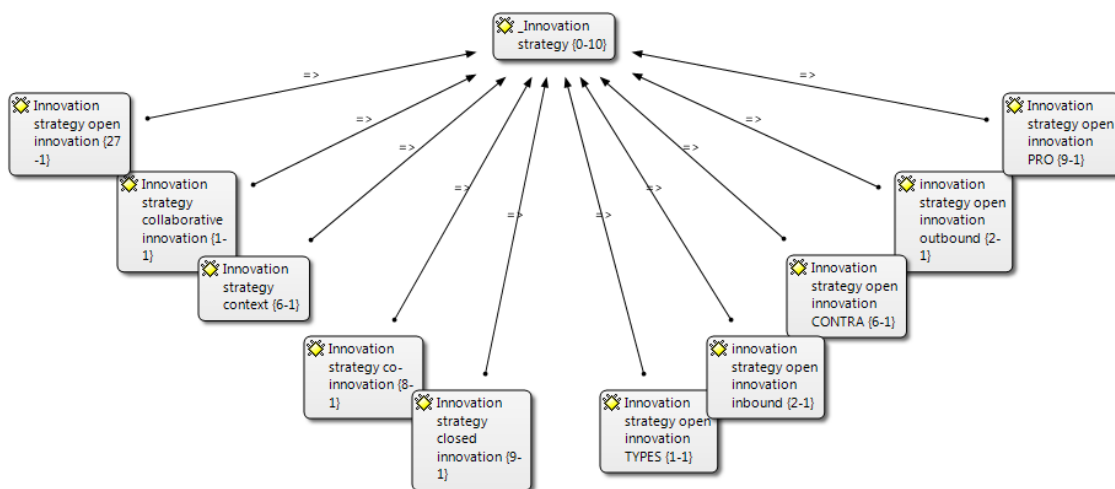 _Innovation
strategy {0-10}
=>
=>
=>
=>
=>
=>
=>
=>
=>
=>
Innovation
strategy open
innovation {27
-1}
Innovation
strategy
collaborative
innovation {1-
1}
Innovation
strategy
context {6-1}
Innovation
strategy co-
innovation {8-
1}
Innovation
strategy
closed
innovation {9-
1}
Innovation
strategy open
innovation
TYPES {1-1}
innovation
strategy open
innovation
inbound {2-1}
Innovation
strategy open
innovation
CONTRA {6-1}
innovation
strategy open
innovation
outbound {2-
1}
Innovation
strategy open
innovation
PRO {9-1}